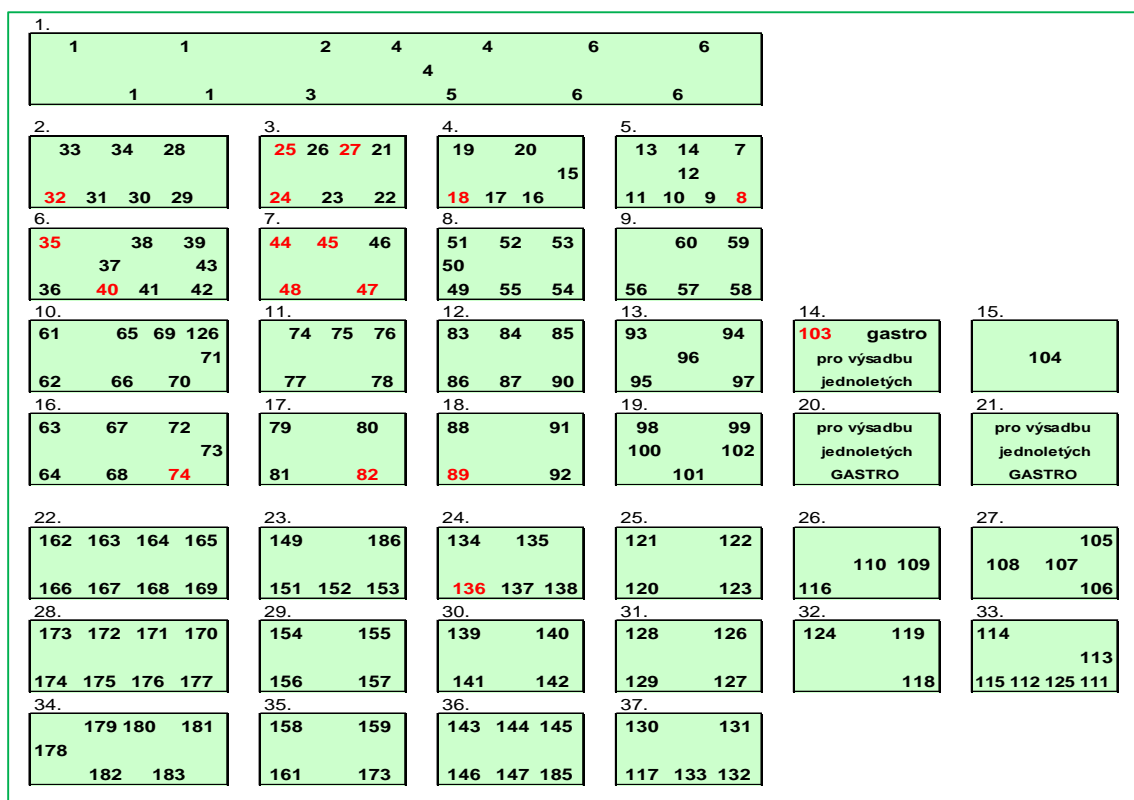 1.
1 1 2 4 4 6 6
4
1 1 3 5 6 6
2. 3. 4. 5.
33 34 28 25 26 27 21 19 20 13 14 7
15 12
32 31 30 29 24 23 22 18 17 16 11 10 9 8
6. 7. 8. 9.
35 38 39 44 45 46 51 52 53 60 59
37 43 50
36 40 41 42 48 47 49 55 54 56 57 58
10. 11. 12. 13. 14. 15.
61 65 69 126 74 75 76 83 84 85 93 94 103 gastro
71 96 pro výsadbu 104
62 66 70 77 78 86 87 90 95 97 jednoletých
16. 17. 18. 19. 20. 21.
63 67 72 79 80 88 91 98 99 pro výsadbu pro výsadbu
73 100 102 jednoletých jednoletých
64 68 74 81 82 89 92 101 GASTRO GASTRO
22. 23. 24. 25. 26. 27.
162 163 164 165 149 186 134 135 121 122 105
110 109 108 107
166 167 168 169 151 152 153 136 137 138 120 123 116 106
28. 29. 30. 31. 32. 33.
173 172 171 170 154 155 139 140 128 126 124 119 114
113
174 175 176 177 156 157 141 142 129 127 118 115 112 125 111
34. 35. 36. 37.
179 180 181 158 159 143 144 145 130 131
178
182 183 161 173 146 147 185 117 133 132